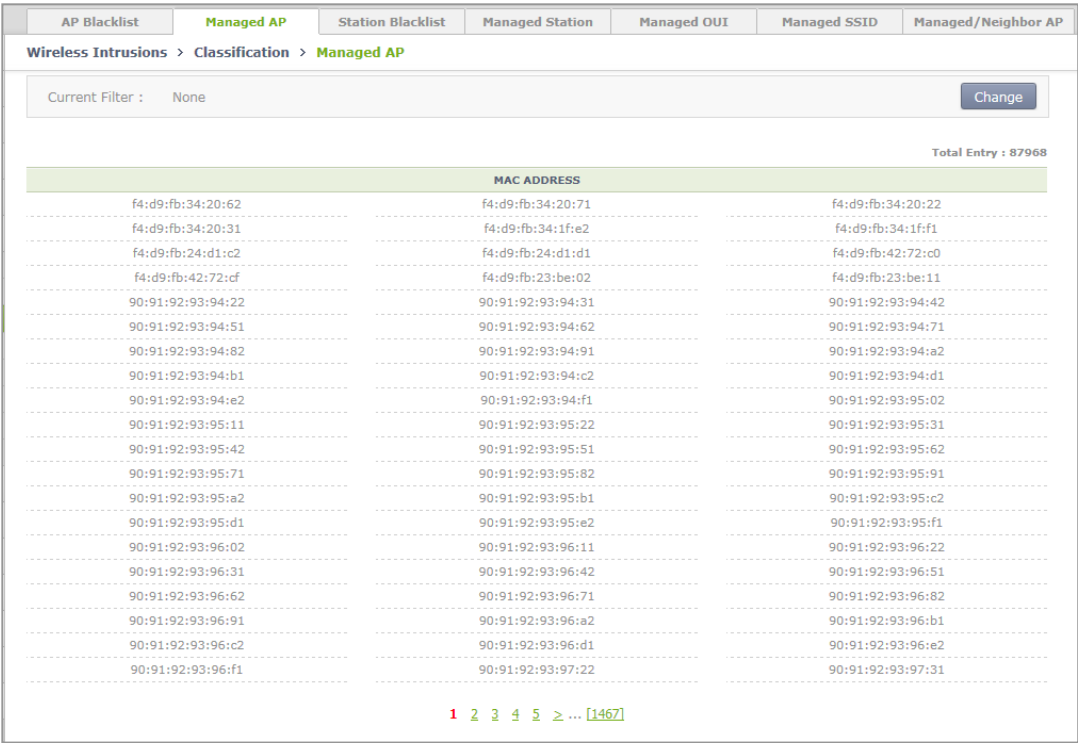 AP Blacklist Managed AP Station Blacklist Managed Station Managed OUI Managed SSID Managed/Neighbor AP
Wireless Intrusions > Classification > Managed AP
Current Filter : None Change
Total Entry : 87968
MAC ADDRESS
f4:d9:fb:34:20:62 f4:d9:fb:34:20:71 f4:d9:fb:34:20:22
f4:d9:fb:34:20:31 f4:d9:fb:34:1f:e2 f4:d9:fb:34:1f:f1
f4:d9:fb:24:d1:c2 f4:d9:fb:24:d1:d1 f4:d9:fb:42:72:c0
f4:d9:fb:42:72:cf f4:d9:fb:23:be:02 f4:d9:fb:23:be:11
90:91:92:93:94:22 90:91:92:93:94:31 90:91:92:93:94:42
90:91:92:93:94:51 90:91:92:93:94:62 90:91:92:93:94:71
90:91:92:93:94:82 90:91:92:93:94:91 90:91:92:93:94:a2
90:91:92:93:94:b1 90:91:92:93:94:c2 90:91:92:93:94:d1
90:91:92:93:94:e2 90:91:92:93:94:f1 90:91:92:93:95:02
90:91:92:93:95:11 90:91:92:93:95:22 90:91:92:93:95:31
90:91:92:93:95:42 90:91:92:93:95:51 90:91:92:93:95:62
90:91:92:93:95:71 90:91:92:93:95:82 90:91:92:93:95:91
90:91:92:93:95:a2 90:91:92:93:95:b1 90:91:92:93:95:c2
90:91:92:93:95:d1 90:91:92:93:95:e2 90:91:92:93:95:f1
90:91:92:93:96:02 90:91:92:93:96:11 90:91:92:93:96:22
90:91:92:93:96:31 90:91:92:93:96:42 90:91:92:93:96:51
90:91:92:93:96:62 90:91:92:93:96:71 90:91:92:93:96:82
90:91:92:93:96:91 90:91:92:93:96:a2 90:91:92:93:96:b1
90:91:92:93:96:c2 90:91:92:93:96:d1 90:91:92:93:96:e2
90:91:92:93:96:f1 90:91:92:93:97:22 90:91:92:93:97:31
1 2 3 4 5 > ... [1467]